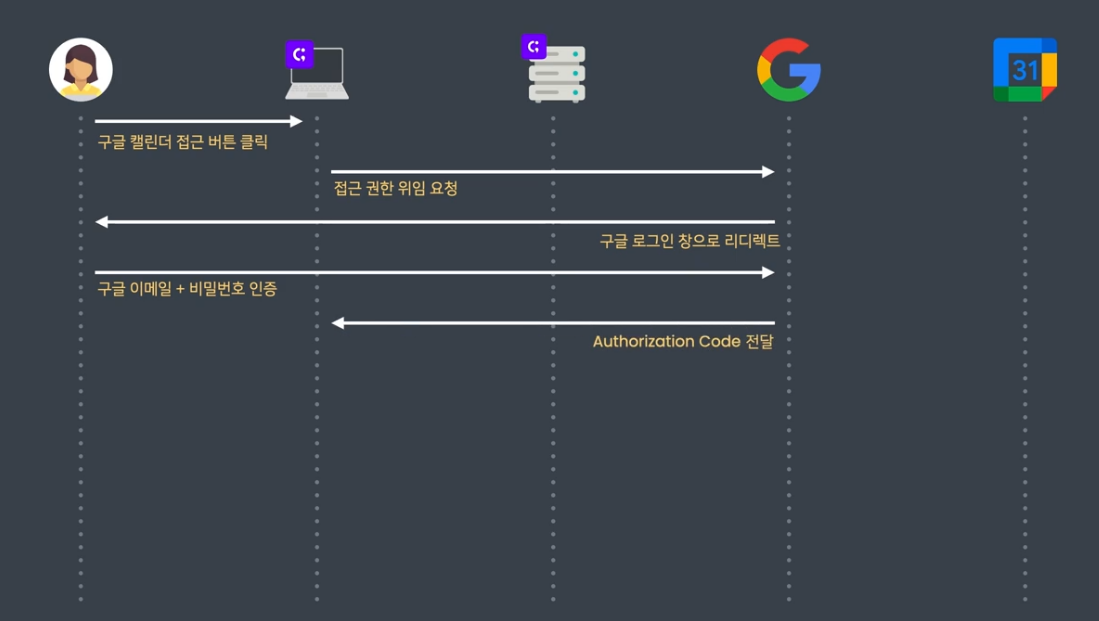 31
구글 캘린더 접근 버튼 클릭
접근 권한 위임 요청
구글 로그인 창으로 리디렉트
구글 이메일 + 비밀번호 인증
Authorization Code 전달